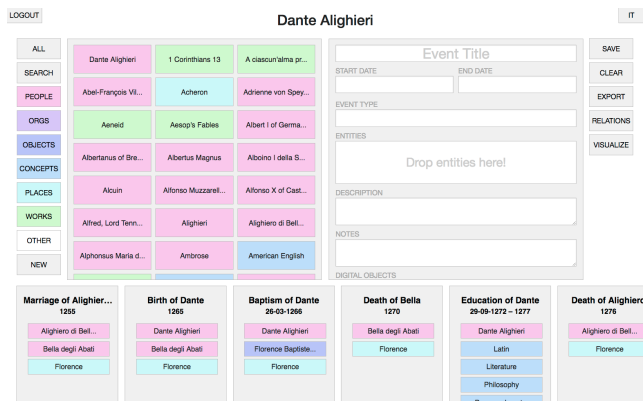 LOGOUT
Dante Alighieri
IT
ALL
SEARCH
PEOPLE
ORGS
OBJECTS
CONCEPTS
PLACES
WORKS
OTHER
NEW
Dante Alighieri
1 Corinthians 13
A ciascun'alma pr...
Abel-François Vil...
Acheron
Adrienne von Spey...
Aeneid
Aesop's Fables
Albert I of Germa...
Albertanus of Bre...
Albertus Magnus
Alboino I della S...
Alcuin
Alfonso Muzzarell...
Alfonso X of Cast...
Alfred, Lord Tenn...
Alighieri
Alighiero di Bell...
Alphonsus Maria d...
Ambrose
American English
Event Title
START DATE
END DATE
EVENT TYPE
ENTITIES
Drop entities here!
DESCRIPTION
NOTES
DIGITAL OBJECTS
SAVE
CLEAR
EXPORT
RELATIONS
VISUALIZE
Marriage of Alighier...
1255
Alighiero di Bell...
Bella degli Abati
Florence
Birth of Dante
1265
Dante Alighieri
Bella degli Abati
Florence
Baptism of Dante
26-03-1266
Dante Alighieri
Florence Baptiste...
Florence
Death of Bella
1270
Bella degli Abati
Florence
Education of Dante
29-09-1272 – 1277
Dante Alighieri
Latin
Literature
Philosophy
Death of Alighiero
1276
Alighiero di Bell...
Florence